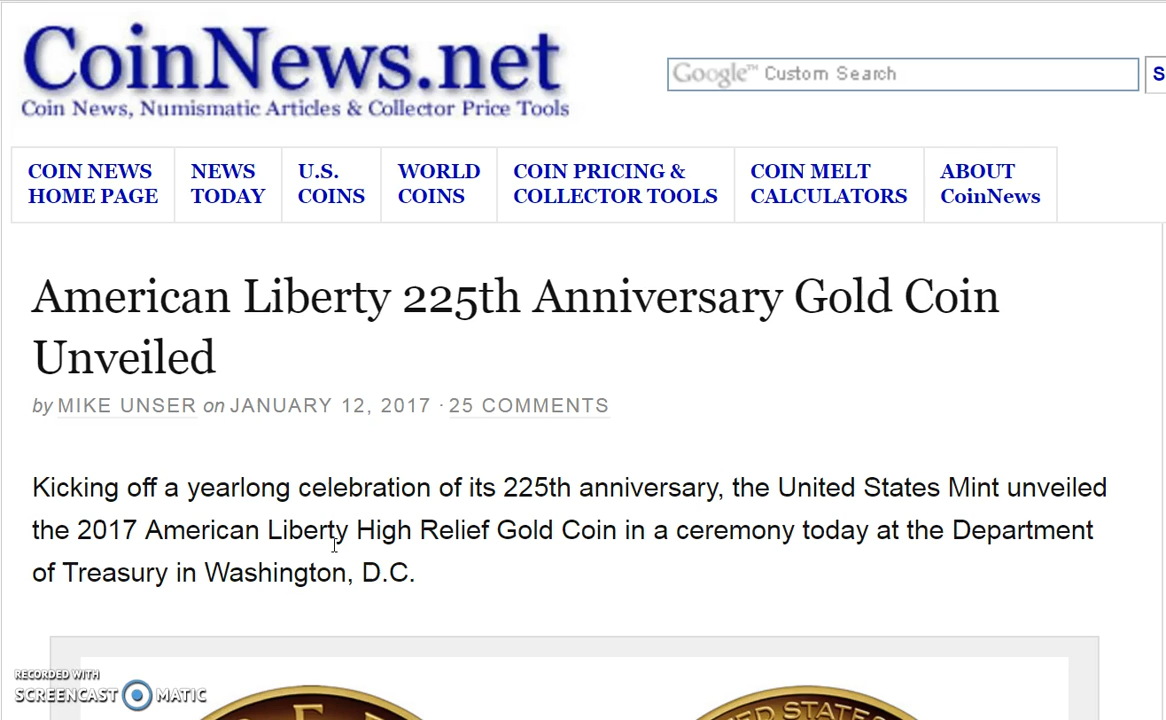 CoinNews.net
Coin News, Numismatic Articles & Collector Price Tools
Google™ Custom Search
S
COIN NEWS HOME PAGE
NEWS TODAY
U.S. COINS
WORLD COINS
COIN PRICING & COLLECTOR TOOLS
COIN MELT CALCULATORS
ABOUT CoinNews
American Liberty 225th Anniversary Gold Coin
Unveiled
by MIKE UNSER on JANUARY 12, 2017 · 25 COMMENTS
Kicking off a yearlong celebration of its 225th anniversary, the United States Mint unveiled
the 2017 American Liberty High Relief Gold Coin in a ceremony today at the Department
of Treasury in Washington, D.C.
RECORDED WITH
SCREENCAST MATIC
STATES